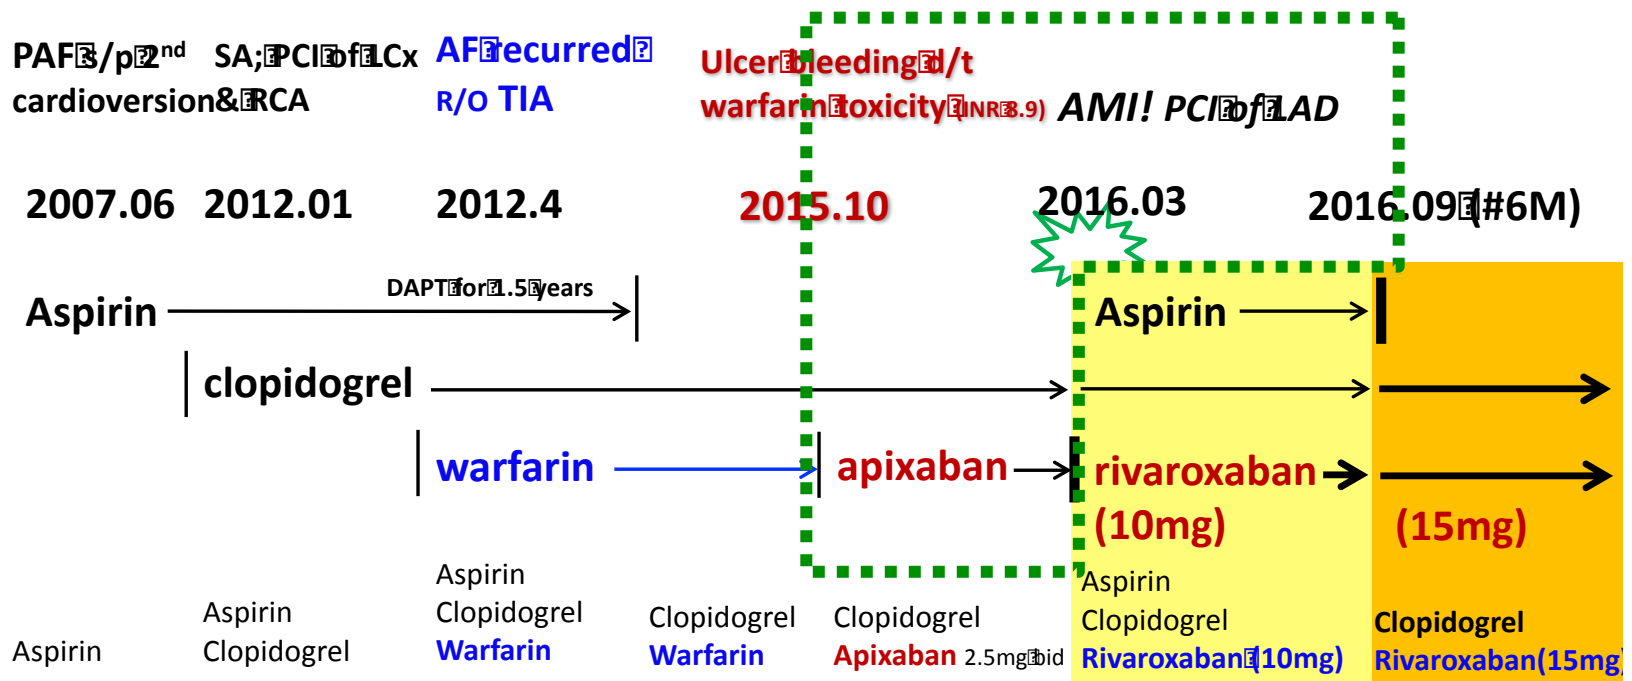 PAF s/p 2nd
cardioversion
SA; PCI of LCx
& RCA
AF recurred
R/O TIA
Ulcer bleeding d/t
warfarin toxicity (INR 8.9)
AMI! PCI of LAD
2007.06
2012.01
2012.4
2015.10
2016.03
2016.09 (#6M)
DAPT for 1.5 years
Aspirin
Aspirin
clopidogrel
warfarin
apixaban
rivaroxaban
(10mg)
(15mg)
Aspirin
Aspirin
Clopidogrel
Aspirin
Clopidogrel
Warfarin
Clopidogrel
Warfarin
Clopidogrel
Apixaban 2.5mg bid
Aspirin
Clopidogrel
Rivaroxaban (10mg)
Clopidogrel
Rivaroxaban(15mg)